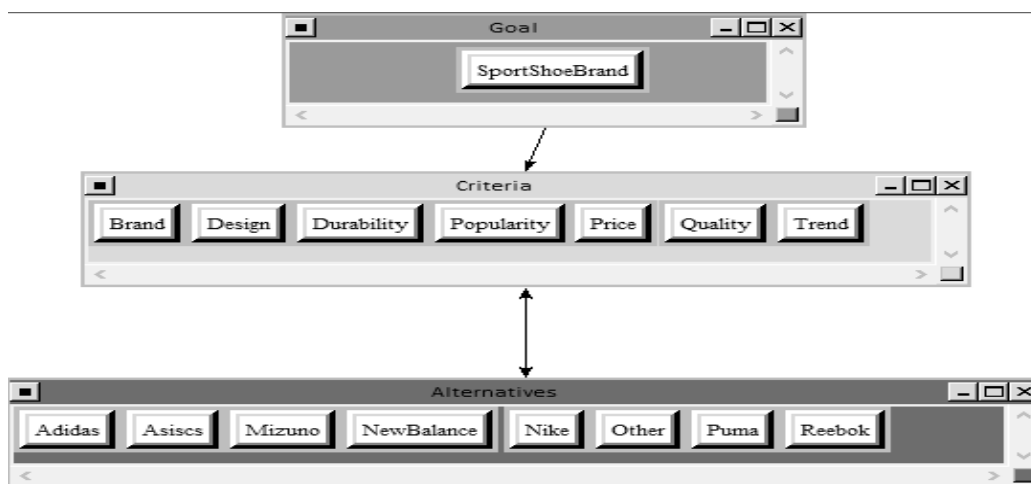 Goal
SportShoeBrand
Criteria
Brand Design Durability Popularity Price Quality Trend
Alternatives
Adidas Asiscs Mizuno NewBalance Nike Other Puma Reebok